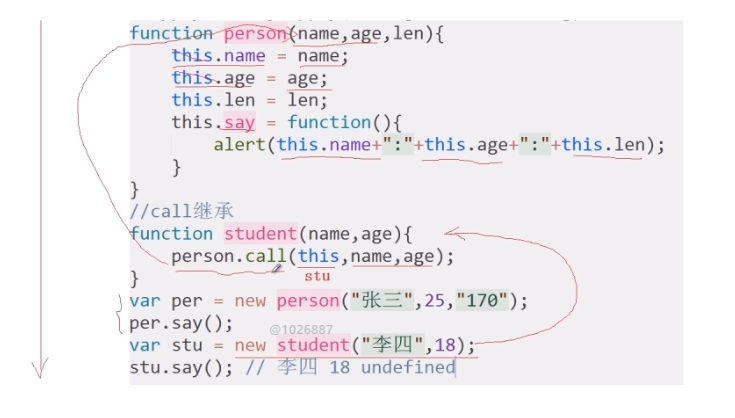 function person(name,age,len){
this.name = name;
this.age = age;
this.len = len;
this.say = function(){
alert(this.name+":"+this.age+":"+this.len);
}
}
//call继承
function student(name,age){
person.call(this,name,age);
stu
}
var per = new person("张三",25,"170");
per.say();
@1026887
var stu = new student("李四",18);
stu.say(); // 李四 18 undefined